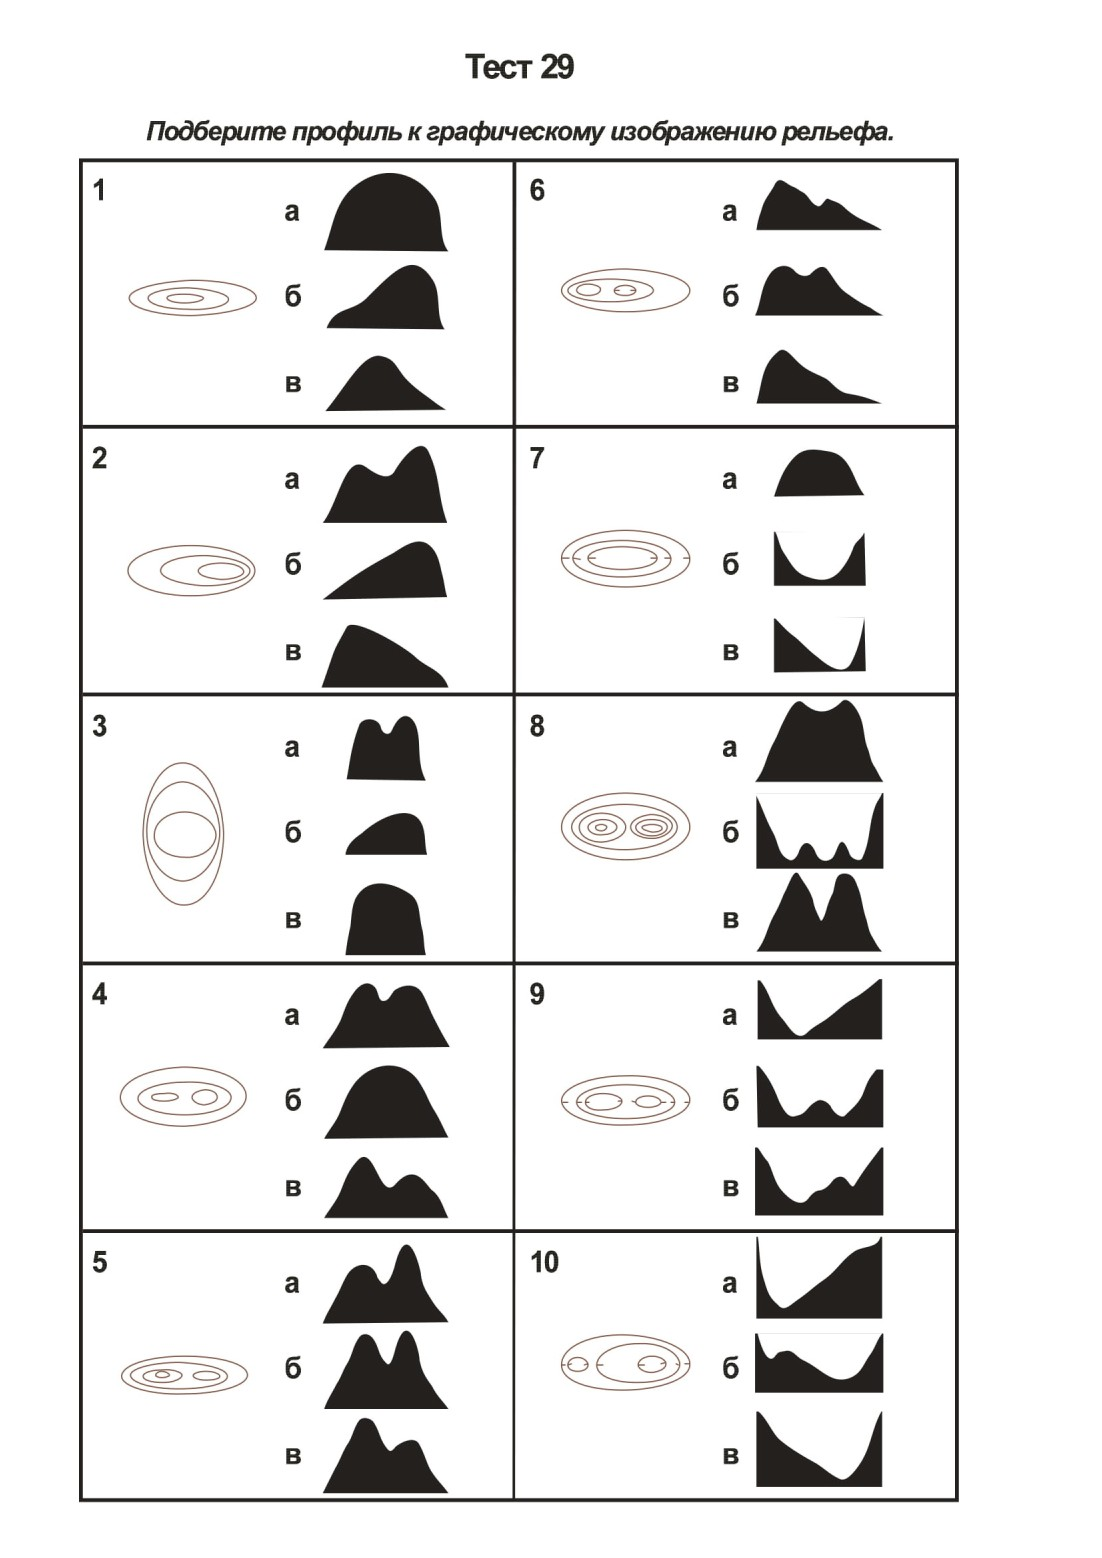 Тест 29
Подберите профиль к графическому изображению рельефа.
1
а
б
в
2
а
б
в
3
а
б
в
4
а
б
в
5
а
б
в
6
а
б
в
7
а
б
в
8
а
б
в
9
а
б
в
10
а
б
в